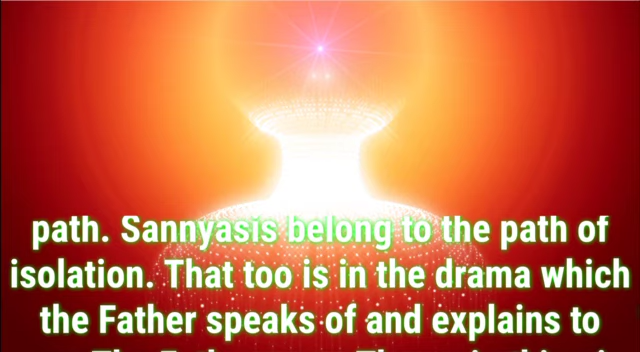 path. Sannyasis belong to the path of
isolation. That too is in the drama which
the Father speaks of and explains to